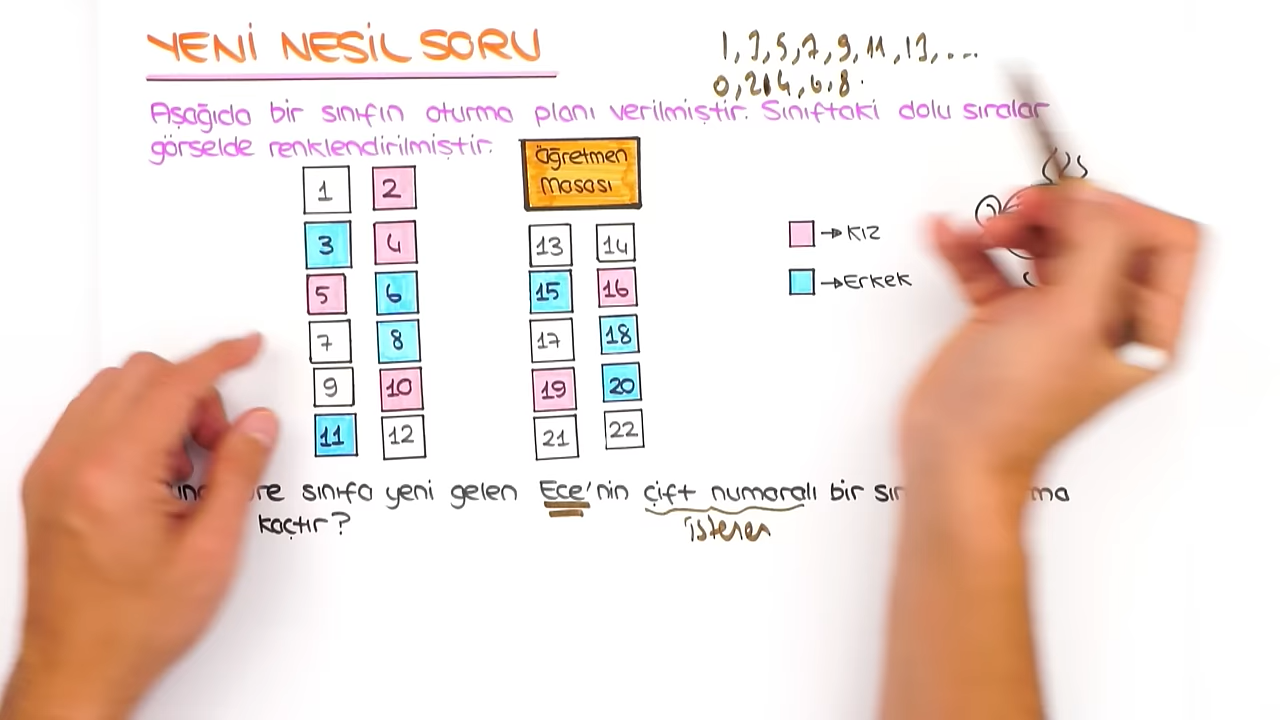 YENİ NESİL SORU
1, 3, 5, 7, 9, 11, 13, ...
0, 2, 4, 6, 8.
Aşağıda bir sınıfın oturma planı verilmiştir. Sınıftaki dolu sıralar
görselde renklendirilmiştir.
Öğretmen
Masası
1 2
3 4
5 6
7 8
9 10
11 12
13 14
15 16
17 18
19 20
21 22
→Kız
→Erkek
sınıfa yeni gelen Ece'nin çift numaralı bir
kaçtır?
istenen